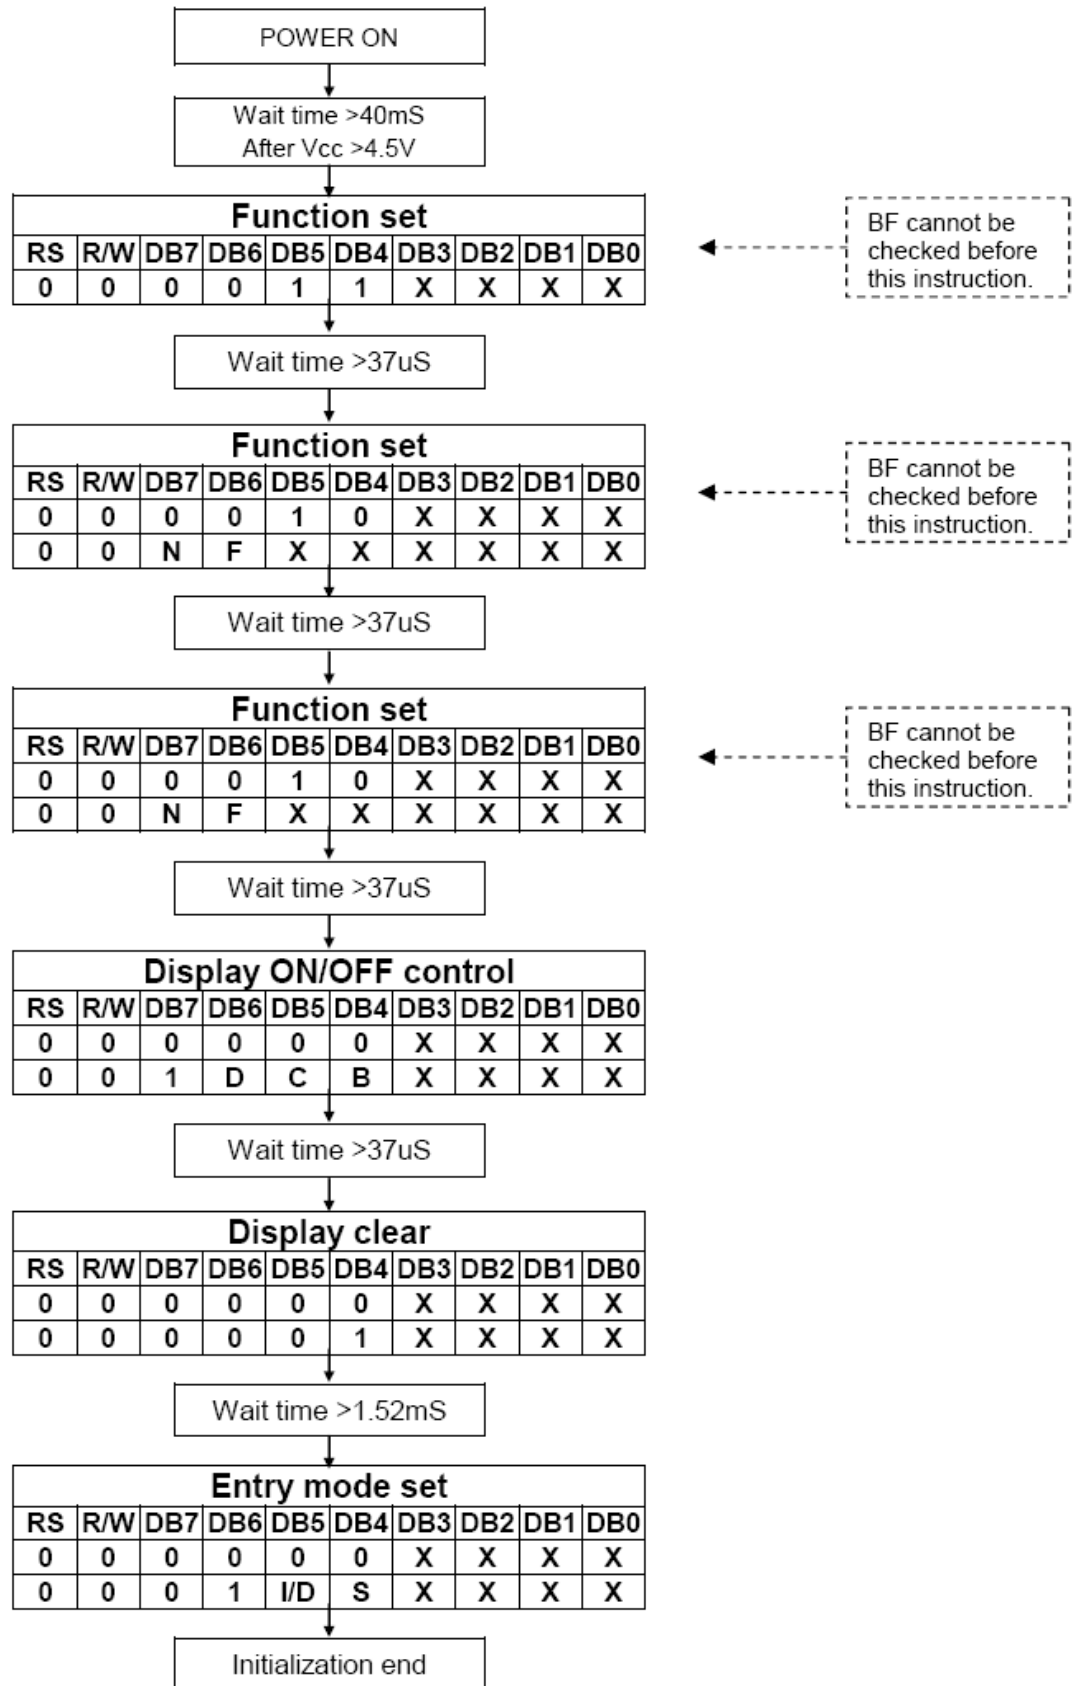 POWER ON
Wait time >40mS
After Vcc >4.5V
Function set
RS R/W DB7 DB6 DB5 DB4 DB3 DB2 DB1 DB0
0 0 0 0 1 1 X X X X
BF cannot be
checked before
this instruction.
Wait time >37uS
Function set
RS R/W DB7 DB6 DB5 DB4 DB3 DB2 DB1 DB0
0 0 0 0 1 0 X X X X
0 0 N F X X X X X X
BF cannot be
checked before
this instruction.
Wait time >37uS
Function set
RS R/W DB7 DB6 DB5 DB4 DB3 DB2 DB1 DB0
0 0 0 0 1 0 X X X X
0 0 N F X X X X X X
BF cannot be
checked before
this instruction.
Wait time >37uS
Display ON/OFF control
RS R/W DB7 DB6 DB5 DB4 DB3 DB2 DB1 DB0
0 0 0 0 0 0 X X X X
0 0 1 D C B X X X X
Wait time >37uS
Display clear
RS R/W DB7 DB6 DB5 DB4 DB3 DB2 DB1 DB0
0 0 0 0 0 0 X X X X
0 0 0 0 0 1 X X X X
Wait time >1.52mS
Entry mode set
RS R/W DB7 DB6 DB5 DB4 DB3 DB2 DB1 DB0
0 0 0 0 0 0 X X X X
0 0 0 1 I/D S X X X X
Initialization end